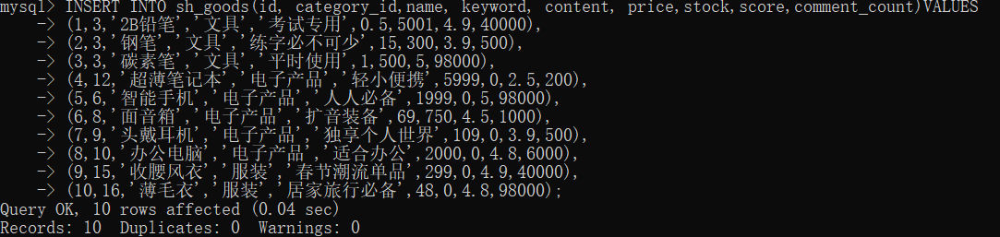 mysql> INSERT INTO sh_goods(id, category_id,name, keyword, content, price,stock,score,comment_count)VALUES
    -> (1,3,'2B铅笔','文具','考试专用',0.5,5001,4.9,40000),
    -> (2,3,'钢笔','文具','练字必不可少',15,300,3.9,500),
    -> (3,3,'碳素笔','文具','平时使用',1,500,5,98000),
    -> (4,12,'超薄笔记本','电子产品','轻小便携',5999,0,2.5,200),
    -> (5,6,'智能手机','电子产品','人人必备',1999,0,5,98000),
    -> (6,8,'面音箱','电子产品','扩音装备',69,750,4.5,1000),
    -> (7,9,'头戴耳机','电子产品','独享个人世界',109,0,3.9,500),
    -> (8,10,'办公电脑','电子产品','适合办公',2000,0,4.8,6000),
    -> (9,15,'收腰风衣','服装','春节潮流单品',299,0,4.9,40000),
    -> (10,16,'薄毛衣','服装','居家旅行必备',48,0,4.8,98000);
Query OK, 10 rows affected (0.04 sec)
Records: 10  Duplicates: 0  Warnings: 0